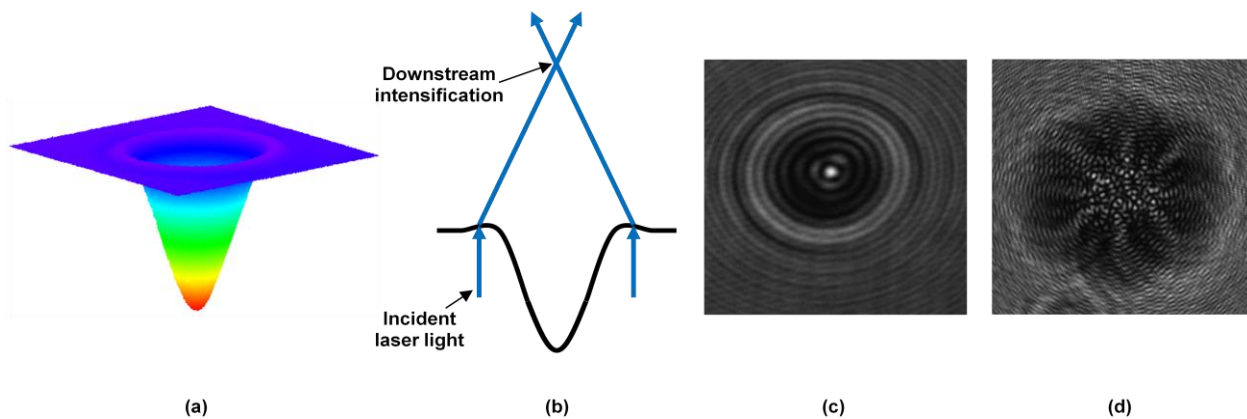 Downstream
intensification
Incident
laser light
(a)
(b)
(c)
(d)